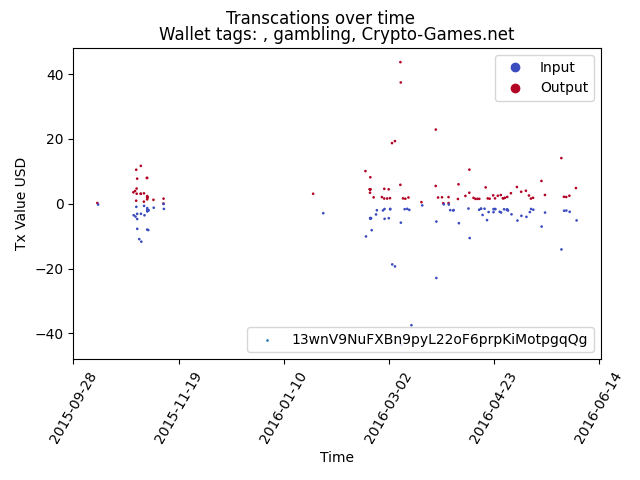 Transcations over time
Wallet tags: , gambling, Crypto-Games.net
Input
Output
40
20
0
−20
−40
Tx Value USD
13wnV9NuFXBn9pyL22oF6prpKiMotpgqQg
2015-09-28
2015-11-19
2016-01-10
2016-03-02
2016-04-23
2016-06-14
Time